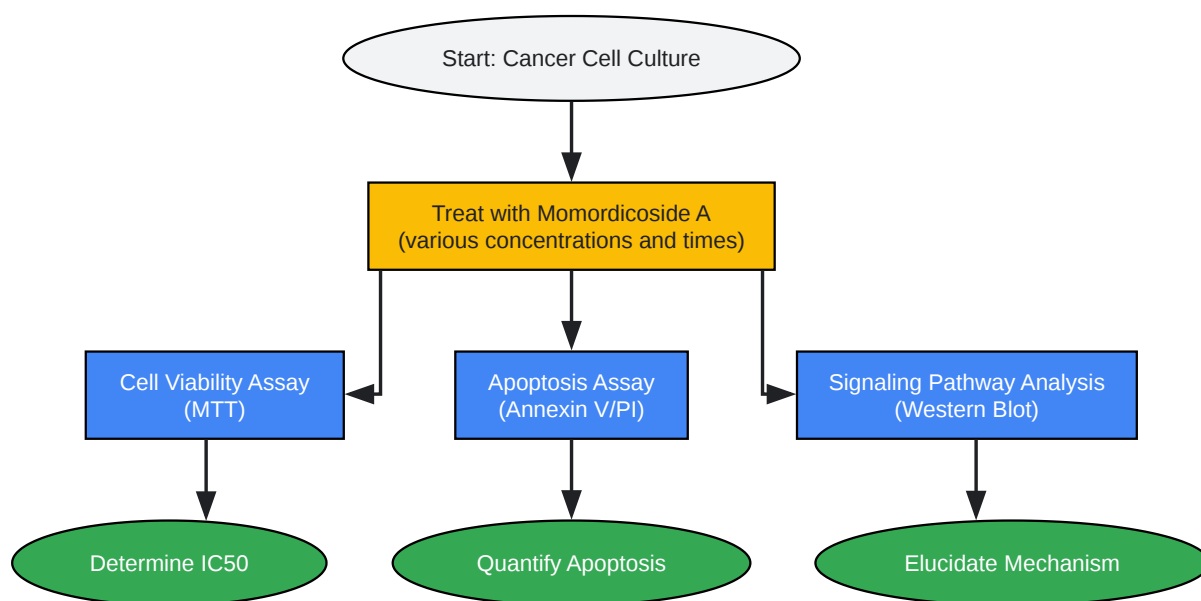 Start: Cancer Cell Culture
Treat with Momordicoside A
(various concentrations and times)
Cell Viability Assay
(MTT)
Apoptosis Assay
(Annexin V/PI)
Signaling Pathway Analysis
(Western Blot)
Determine IC50
Quantify Apoptosis
Elucidate Mechanism